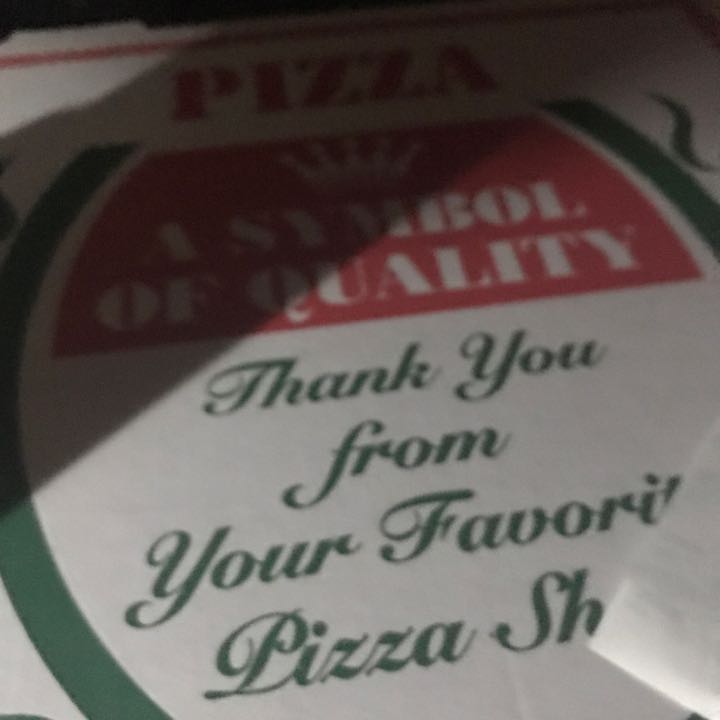 PIZZA
A SYMBOL
OF QUALITY
Thank You
from
Your Favori
Pizza Sh